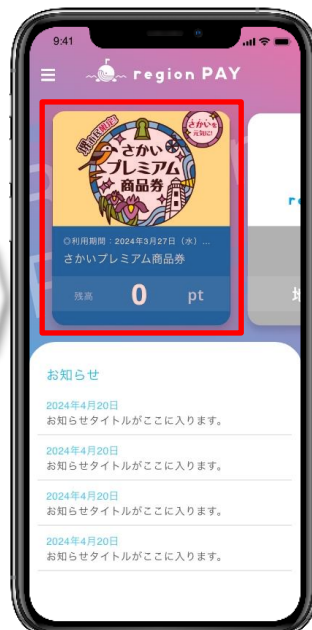 9:41
region PAY
堺市民限定!
さかいを
元気に!
さかい
プレミアム
商品券
◎利用期間:2024年3月27日(水)...
さかいプレミアム商品券
残高 0 pt
お知らせ
2024年4月20日
お知らせタイトルがここに入ります。
2024年4月20日
お知らせタイトルがここに入ります。
2024年4月20日
お知らせタイトルがここに入ります。
2024年4月20日
お知らせタイトルがここに入ります。